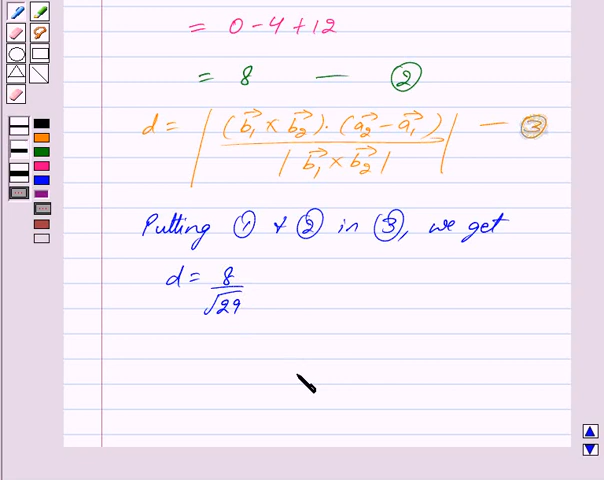 = 0 - 4 + 12
= 8 — ②
d = | (b₁⃗ × b₂⃗) · (a₂⃗ - a₁⃗) / | b₁⃗ × b₂⃗ | | — ③
Putting ① & ② in ③, we get
d = 8 / √29